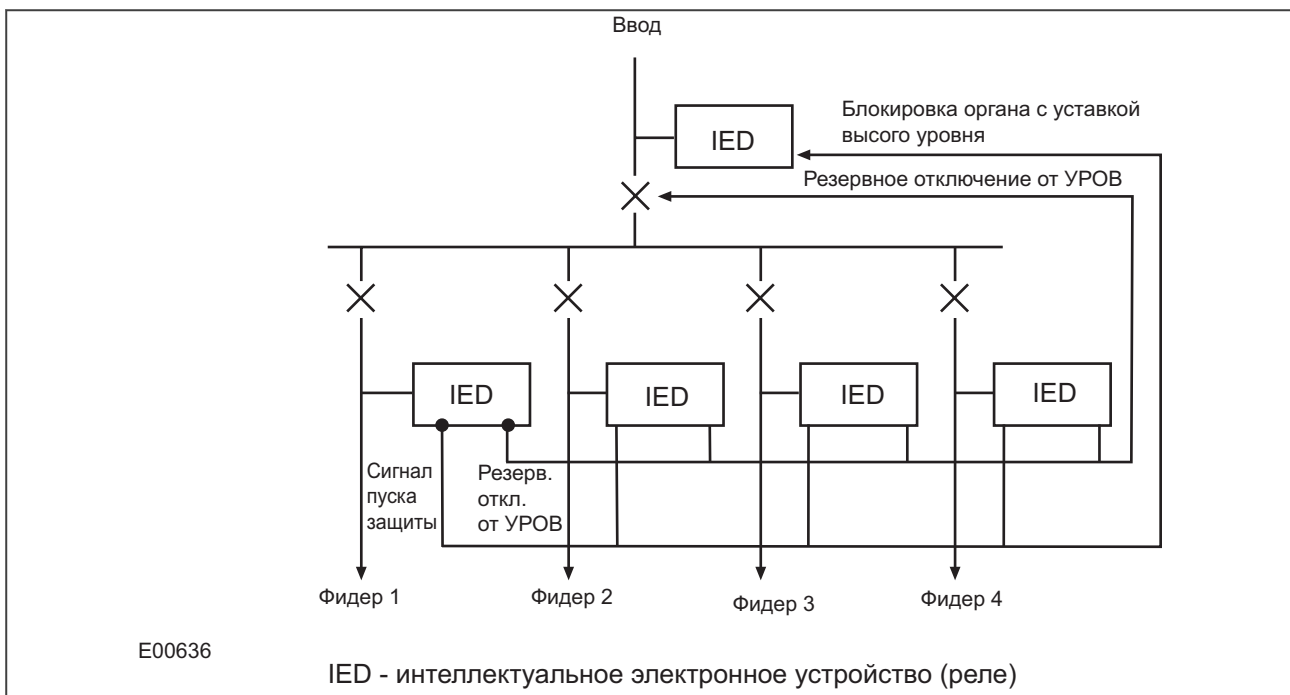 Ввод
IED
Блокировка органа с уставкой
высого уровня
Резервное отключение от УРОВ
IED
IED
IED
IED
Сигнал
пуска
защиты
Резерв.
откл.
от УРОВ
Фидер 1
Фидер 2
Фидер 3
Фидер 4
E00636
IED - интеллектуальное электронное устройство (реле)